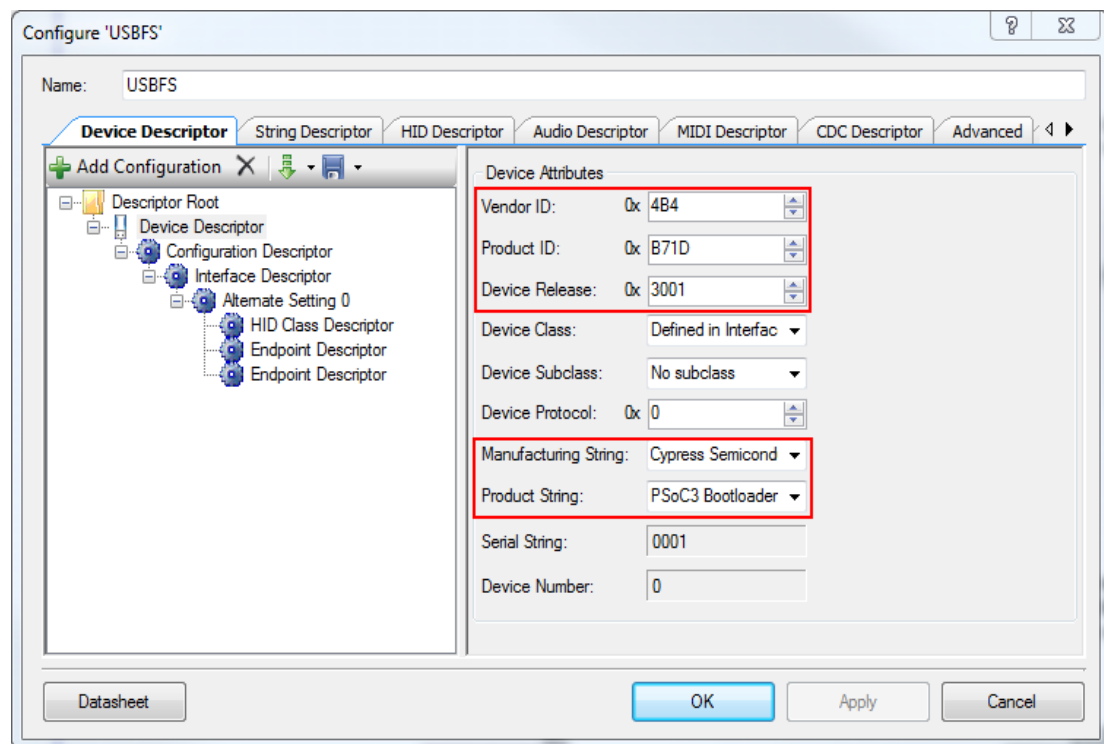 Configure 'USBFS'
Name: USBFS
Device Descriptor String Descriptor HID Descriptor Audio Descriptor MIDI Descriptor CDC Descriptor Advanced
Add Configuration
Descriptor Root
Device Descriptor
Configuration Descriptor
Interface Descriptor
Alternate Setting 0
HID Class Descriptor
Endpoint Descriptor
Endpoint Descriptor
Device Attributes
Vendor ID: 0x 4B4
Product ID: 0x B71D
Device Release: 0x 3001
Device Class: Defined in Interfac
Device Subclass: No subclass
Device Protocol: 0x 0
Manufacturing String: Cypress Semicond
Product String: PSoC3 Bootloader
Serial String: 0001
Device Number: 0
Datasheet OK Apply Cancel